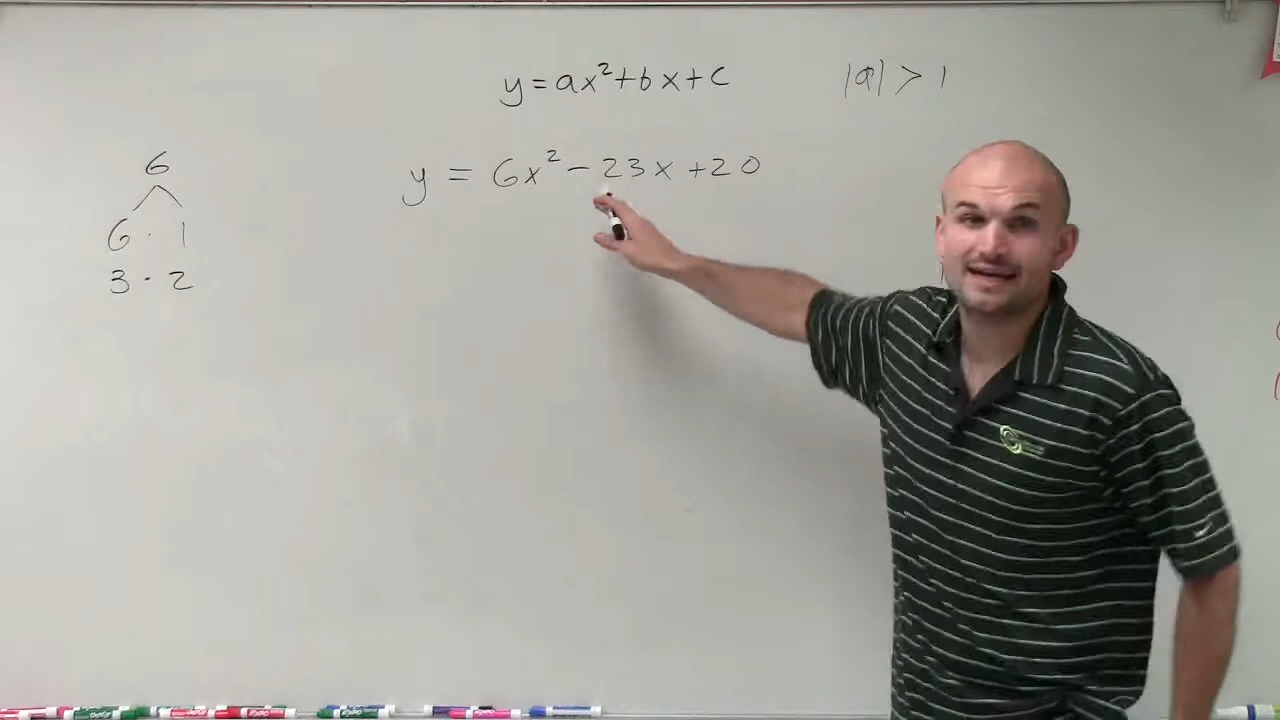 y = ax² + bx + c
|a| > 1
y = 6x² - 23x + 20
6
6 · 1
3 · 2